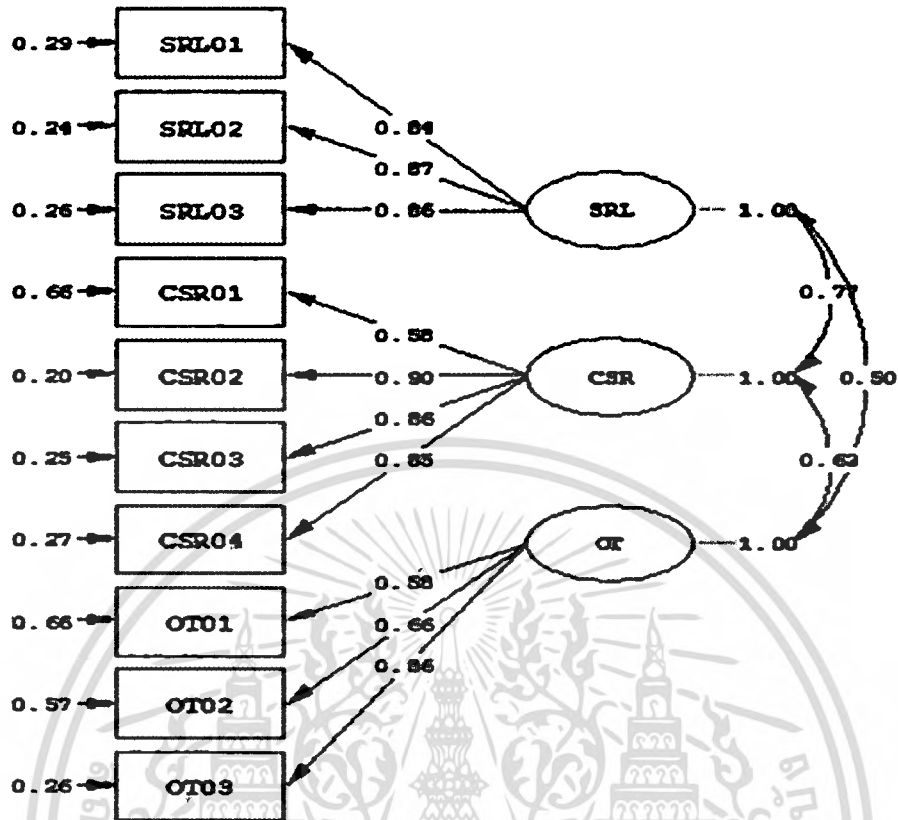 0.29 SRL01
0.84
0.24 SRL02
0.87
0.26 SRL03 0.86 SRL 1.00
0.66 CSR01
0.77
0.58
0.20 CSR02 0.90 CSR 1.00 0.50
0.86
0.25 CSR03 0.85 0.62
0.27 CSR04 OT 1.00
0.58
0.66 OT01 0.66
0.86
0.57 OT02
0.26 OT03